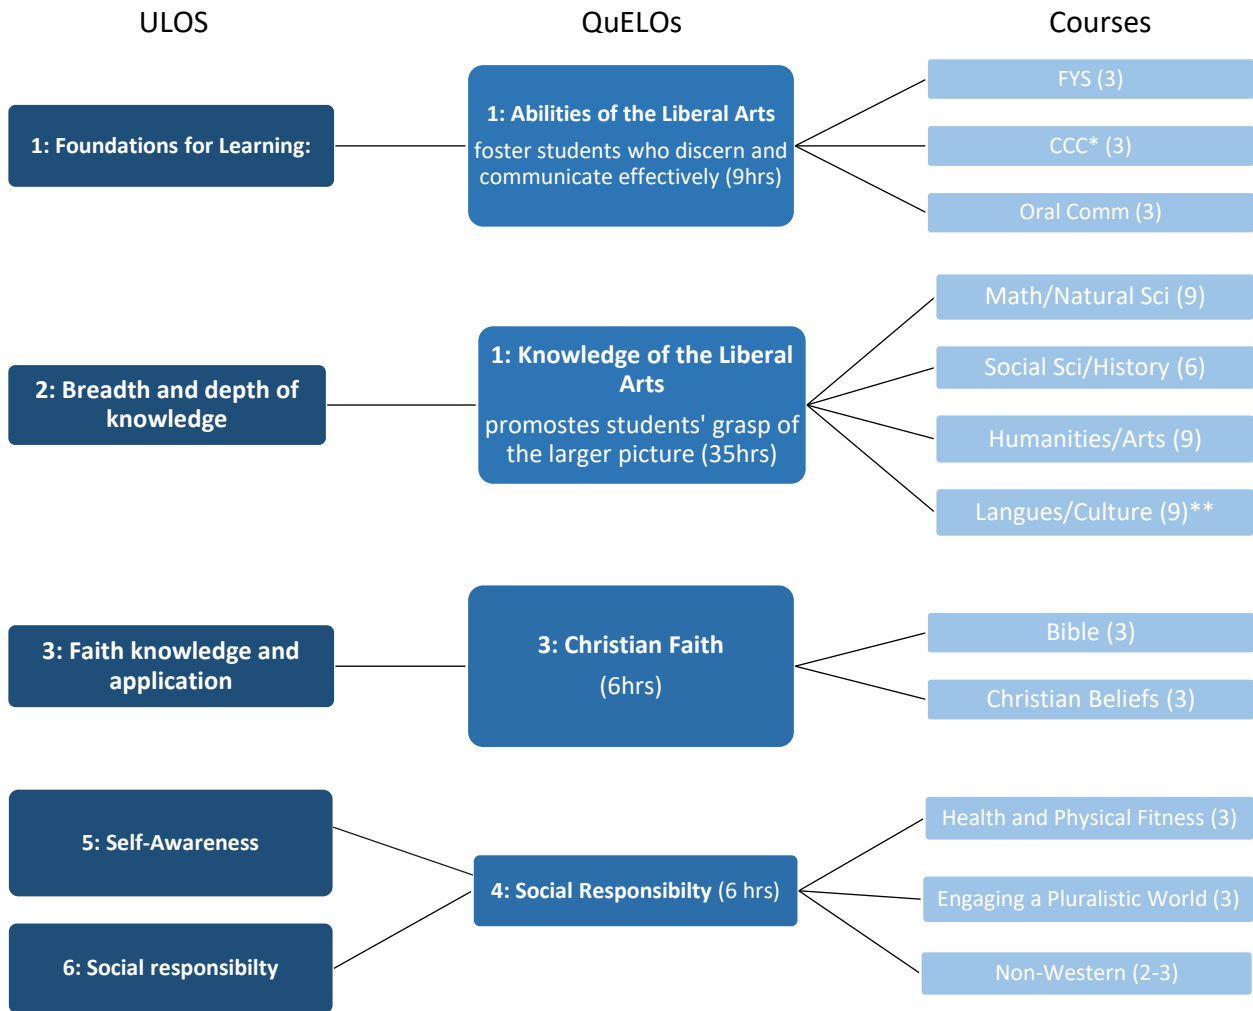 ULOS
QuELOs
Courses
1: Foundations for Learning:
1: Abilities of the Liberal Arts
foster students who discern and
communicate effectively (9hrs)
FYS (3)
CCC* (3)
Oral Comm (3)
2: Breadth and depth of
knowledge
1: Knowledge of the Liberal
Arts
promostes students' grasp of
the larger picture (35hrs)
Math/Natural Sci (9)
Social Sci/History (6)
Humanities/Arts (9)
Langues/Culture (9)**
3: Faith knowledge and
application
3: Christian Faith
(6hrs)
Bible (3)
Christian Beliefs (3)
5: Self-Awareness
6: Social responsibilty
4: Social Responsibilty (6 hrs)
Health and Physical Fitness (3)
Engaging a Pluralistic World (3)
Non-Western (2-3)